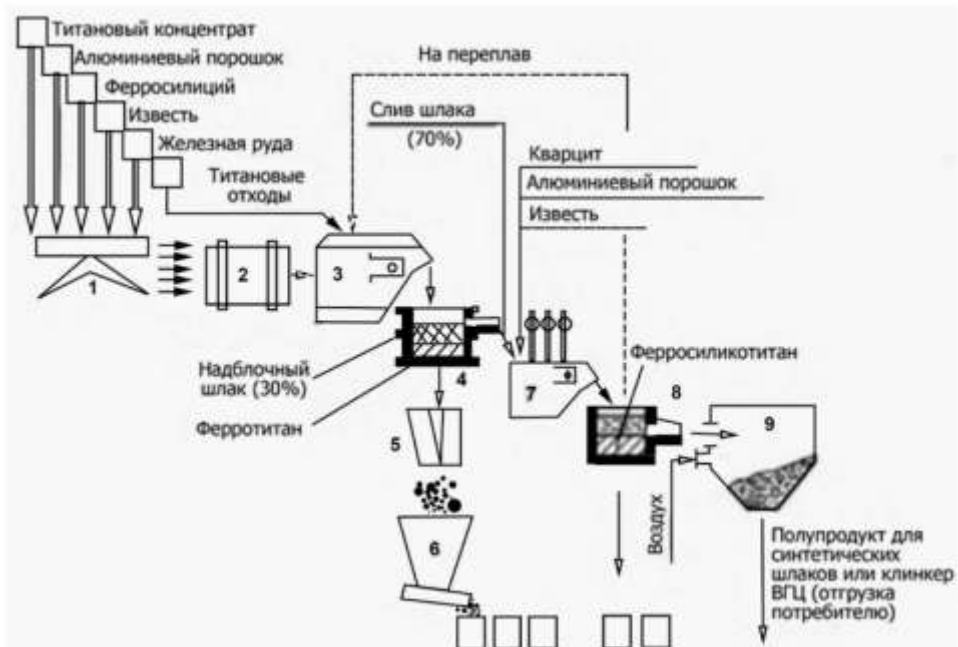 Титановый концентрат
Алюминиевый порошок
Ферросилиций
Известь
Железная руда
Титановые
отходы
На переплав
Слив шлака
(70%)
Кварцит
Алюминиевый порошок
Известь
1
2
3
Надблочный
шлак (30%)
Ферротитан
4
5
6
7
Ферросиликотитан
8
9
Воздух
Полупродукт для
синтетических
шлаков или клинкер
ВГЦ (отгрузка
потребителю)